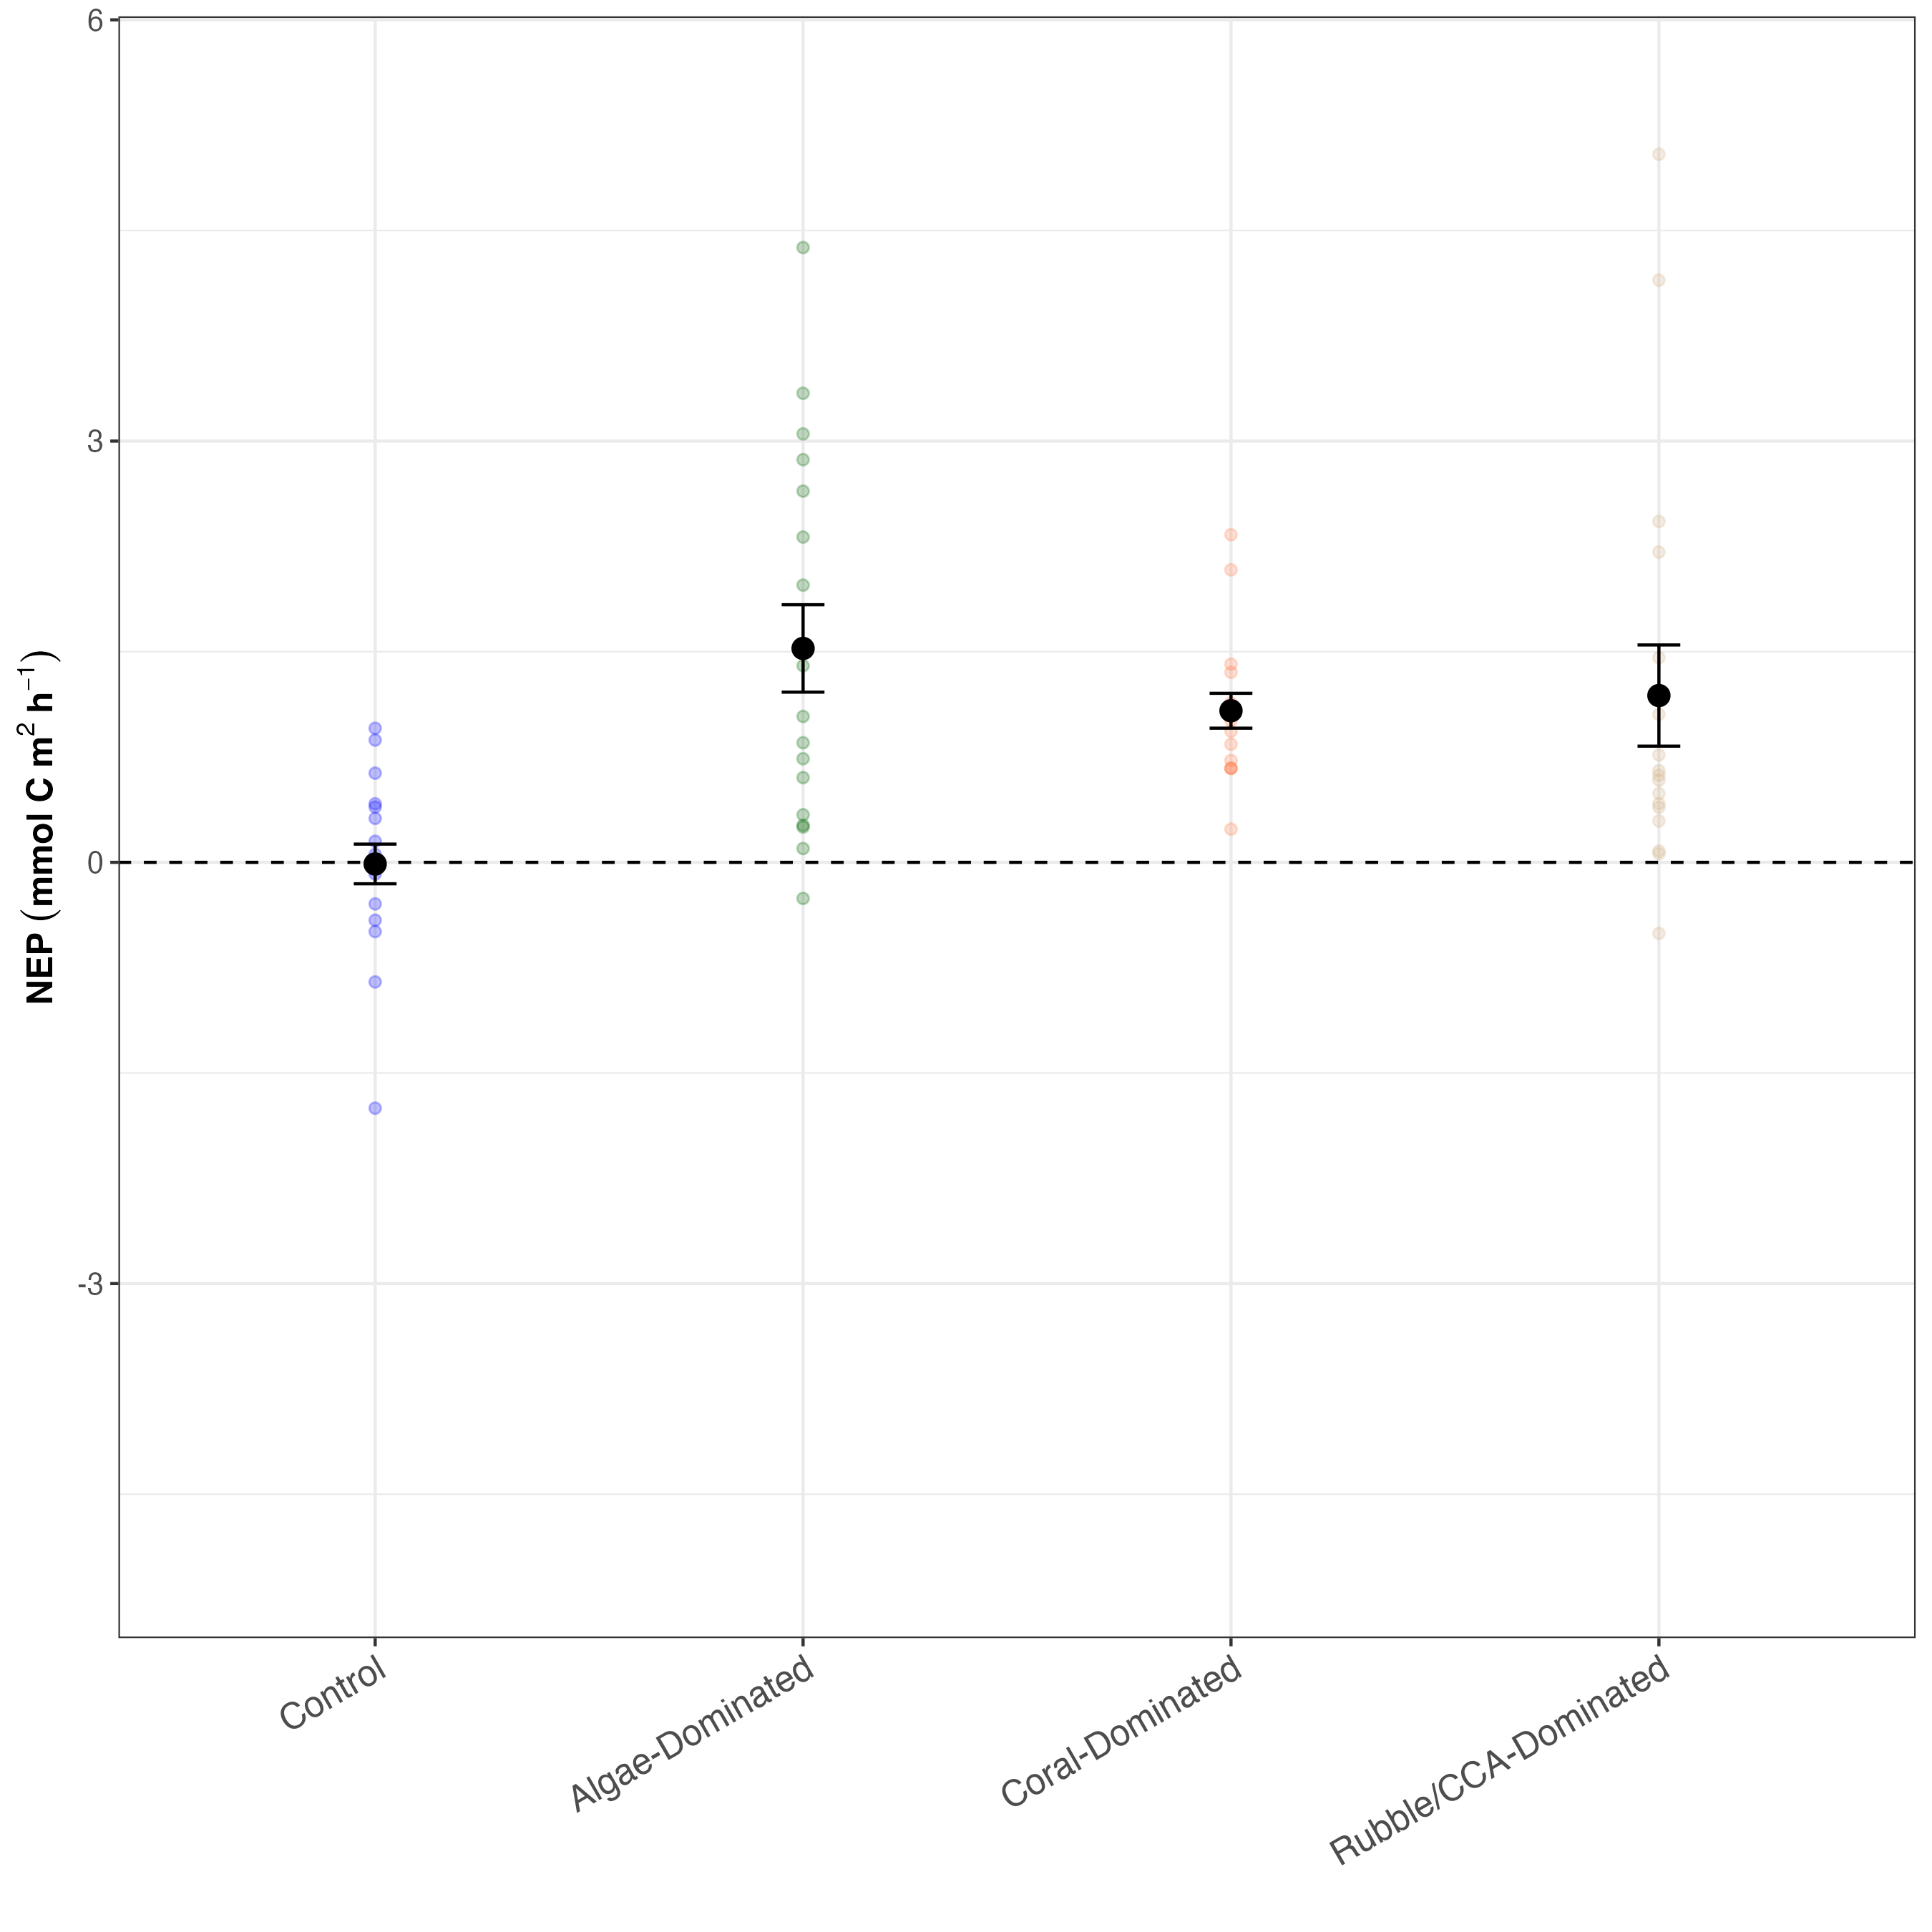 NEP (mmol C m² h⁻¹)
6
3
0
-3
Control
Algae-Dominated
Coral-Dominated
Rubble/CCA-Dominated